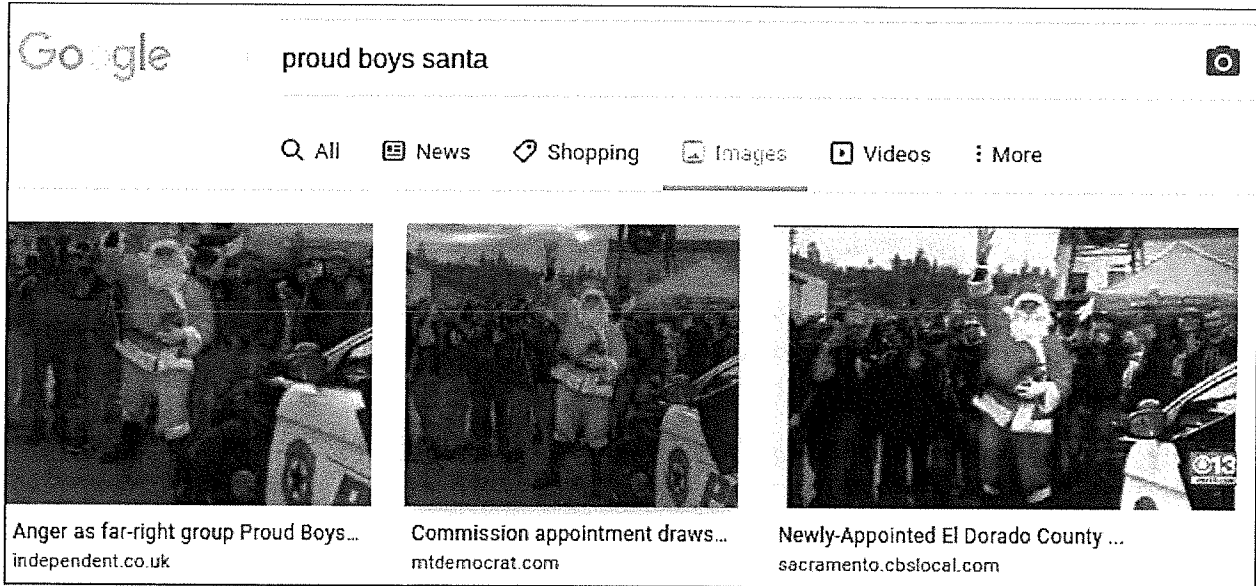 Google
proud boys santa
All News Shopping Images Videos More
13
Anger as far-right group Proud Boys...
independent.co.uk
Commission appointment draws...
mtdemocrat.com
Newly-Appointed El Dorado County ...
sacramento.cbslocal.com